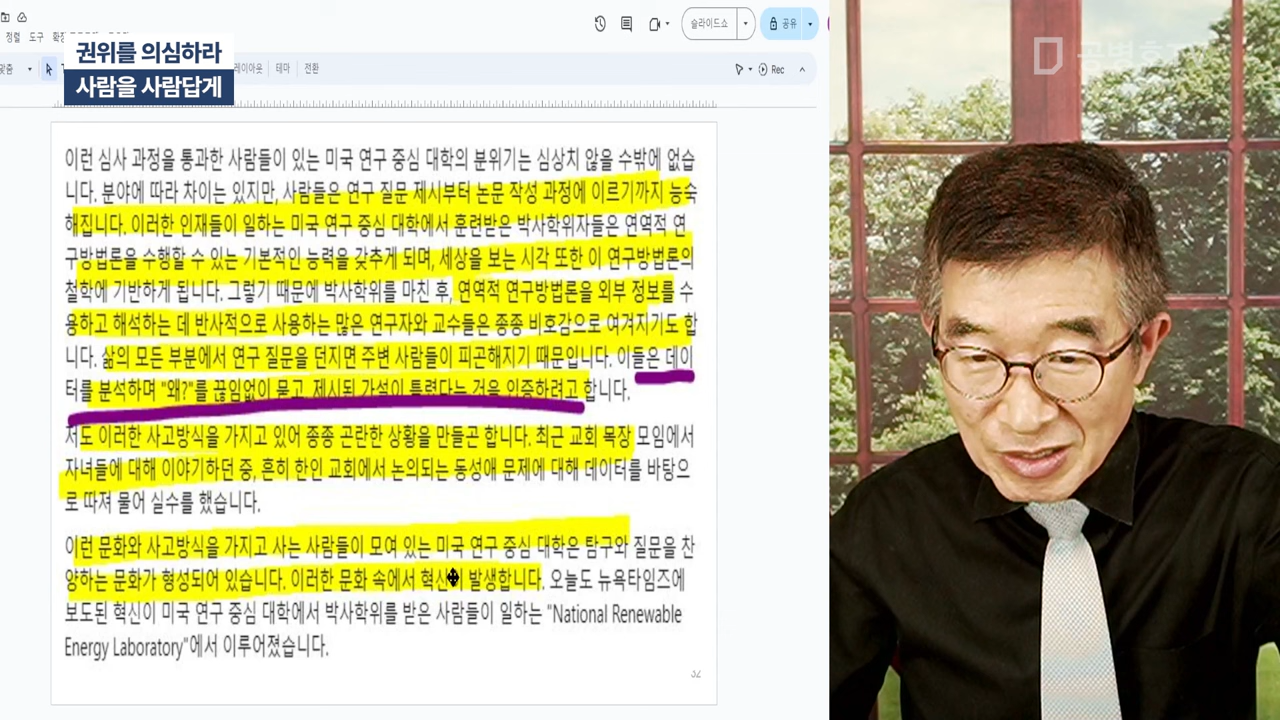 정렬 도구
권위를 의심하라
사람을 사람답게
맞춤
레이아웃 테마 전환
슬라이드쇼
공유
Rec
공병호TV
이런 심사 과정을 통과한 사람들이 있는 미국 연구 중심 대학의 분위기는 심상치 않을 수밖에 없습
니다. 분야에 따라 차이는 있지만, 사람들은 연구 질문 제시부터 논문 작성 과정에 이르기까지 능숙
해집니다. 이러한 인재들이 일하는 미국 연구 중심 대학에서 훈련받은 박사학위자들은 연역적 연
구방법론을 수행할 수 있는 기본적인 능력을 갖추게 되며, 세상을 보는 시각 또한 이 연구방법론의
철학에 기반하게 됩니다. 그렇기 때문에 박사학위를 마친 후, 연역적 연구방법론을 외부 정보를 수
용하고 해석하는 데 반사적으로 사용하는 많은 연구자와 교수들은 종종 비호감으로 여겨지기도 합
니다. 삶의 모든 부분에서 연구 질문을 던지면 주변 사람들이 피곤해지기 때문입니다. 이들은 데이
터를 분석하며 "왜?"를 끊임없이 묻고, 제시된 가설이 틀렸다는 것을 인증하려고 합니다.
저도 이러한 사고방식을 가지고 있어 종종 곤란한 상황을 만들곤 합니다. 최근 교회 목장 모임에서
자녀들에 대해 이야기하던 중, 흔히 한인 교회에서 논의되는 동성애 문제에 대해 데이터를 바탕으
로 따져 물어 실수를 했습니다.
이런 문화와 사고방식을 가지고 사는 사람들이 모여 있는 미국 연구 중심 대학은 탐구와 질문을 찬
양하는 문화가 형성되어 있습니다. 이러한 문화 속에서 혁신이 발생합니다. 오늘도 뉴욕타임즈에
보도된 혁신이 미국 연구 중심 대학에서 박사학위를 받은 사람들이 일하는 "National Renewable
Energy Laboratory"에서 이루어졌습니다.